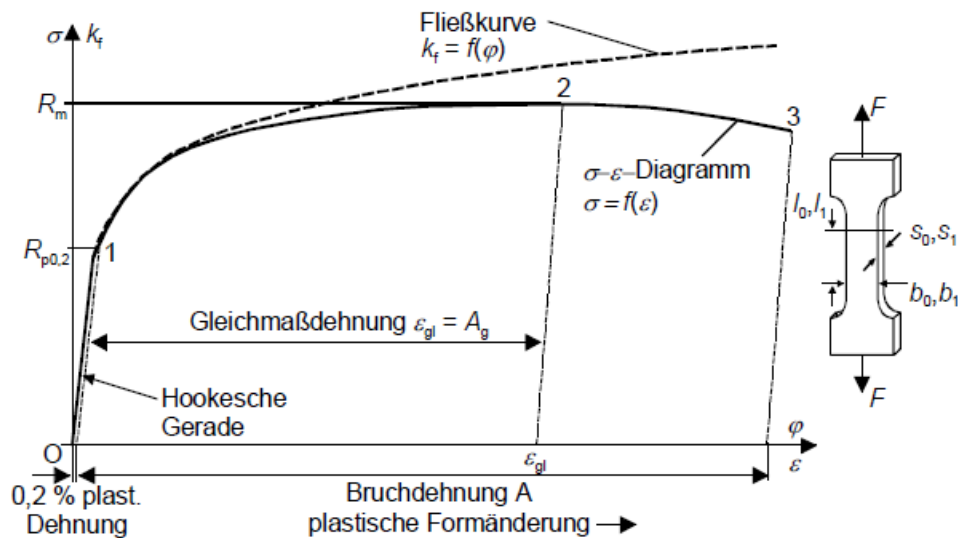 σ k_f
Fließkurve
k_f = f(φ)
R_m
2
3
F
σ–ε–Diagramm
σ = f(ε)
l_0, l_1
s_0, s_1
R_p0,2
1
b_0, b_1
Gleichmaßdehnung ε_gl = A_g
Hookesche
Gerade
F
O
ε_gl
φ
ε
0,2 % plast.
Dehnung
Bruchdehnung A
plastische Formänderung